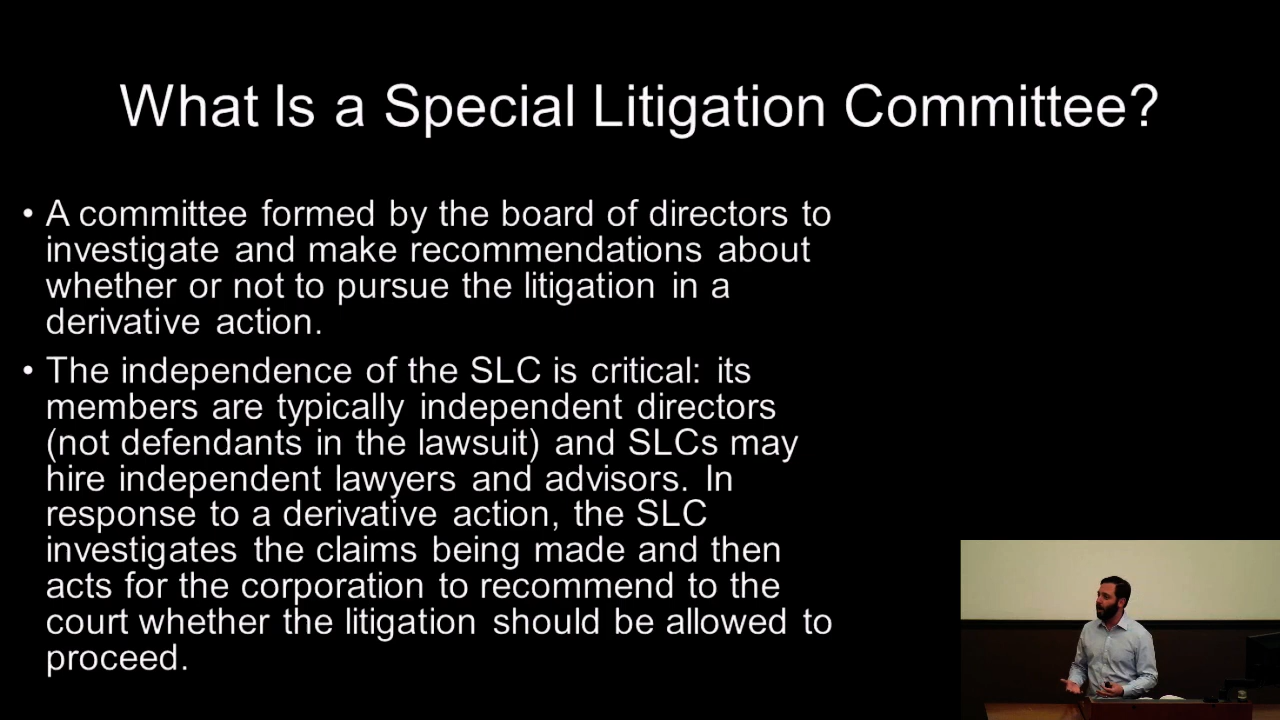 What Is a Special Litigation Committee?
• A committee formed by the board of directors to
investigate and make recommendations about
whether or not to pursue the litigation in a
derivative action.
• The independence of the SLC is critical: its
members are typically independent directors
(not defendants in the lawsuit) and SLCs may
hire independent lawyers and advisors. In
response to a derivative action, the SLC
investigates the claims being made and then
acts for the corporation to recommend to the
court whether the litigation should be allowed to
proceed.